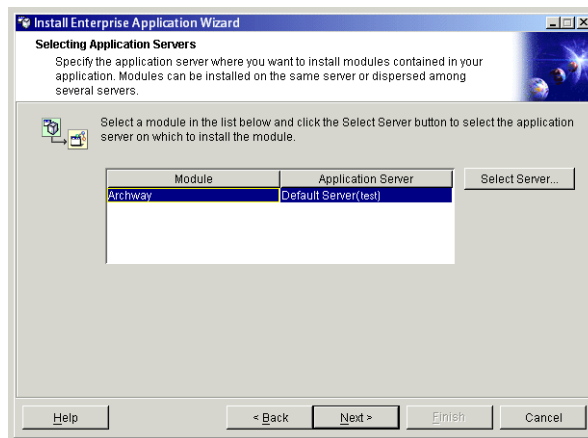 Install Enterprise Application Wizard
Selecting Application Servers
Specify the application server where you want to install modules contained in your
application. Modules can be installed on the same server or dispersed among
several servers.
Select a module in the list below and click the Select Server button to select the application
server on which to install the module.
Module Application Server Select Server...
Archway Default Server(test)
Help < Back Next > Finish Cancel